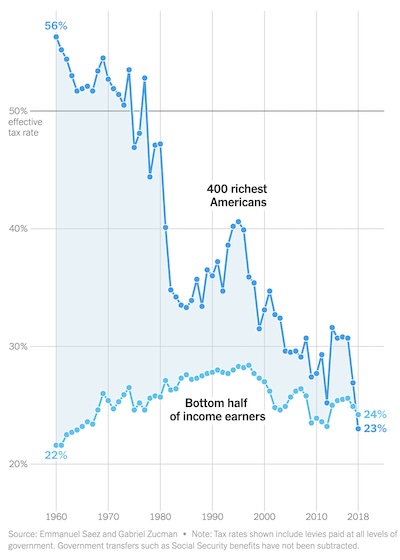 56%
50%
effective
tax rate
400 richest
Americans
40%
30%
Bottom half
of income earners
24%
23%
22%
20%
1960
1970
1980
1990
2000
2010
2018
Source: Emmanuel Saez and Gabriel Zucman • Note: Tax rates shown include levies paid at all levels of
government. Government transfers such as Social Security benefits have not been subtracted.